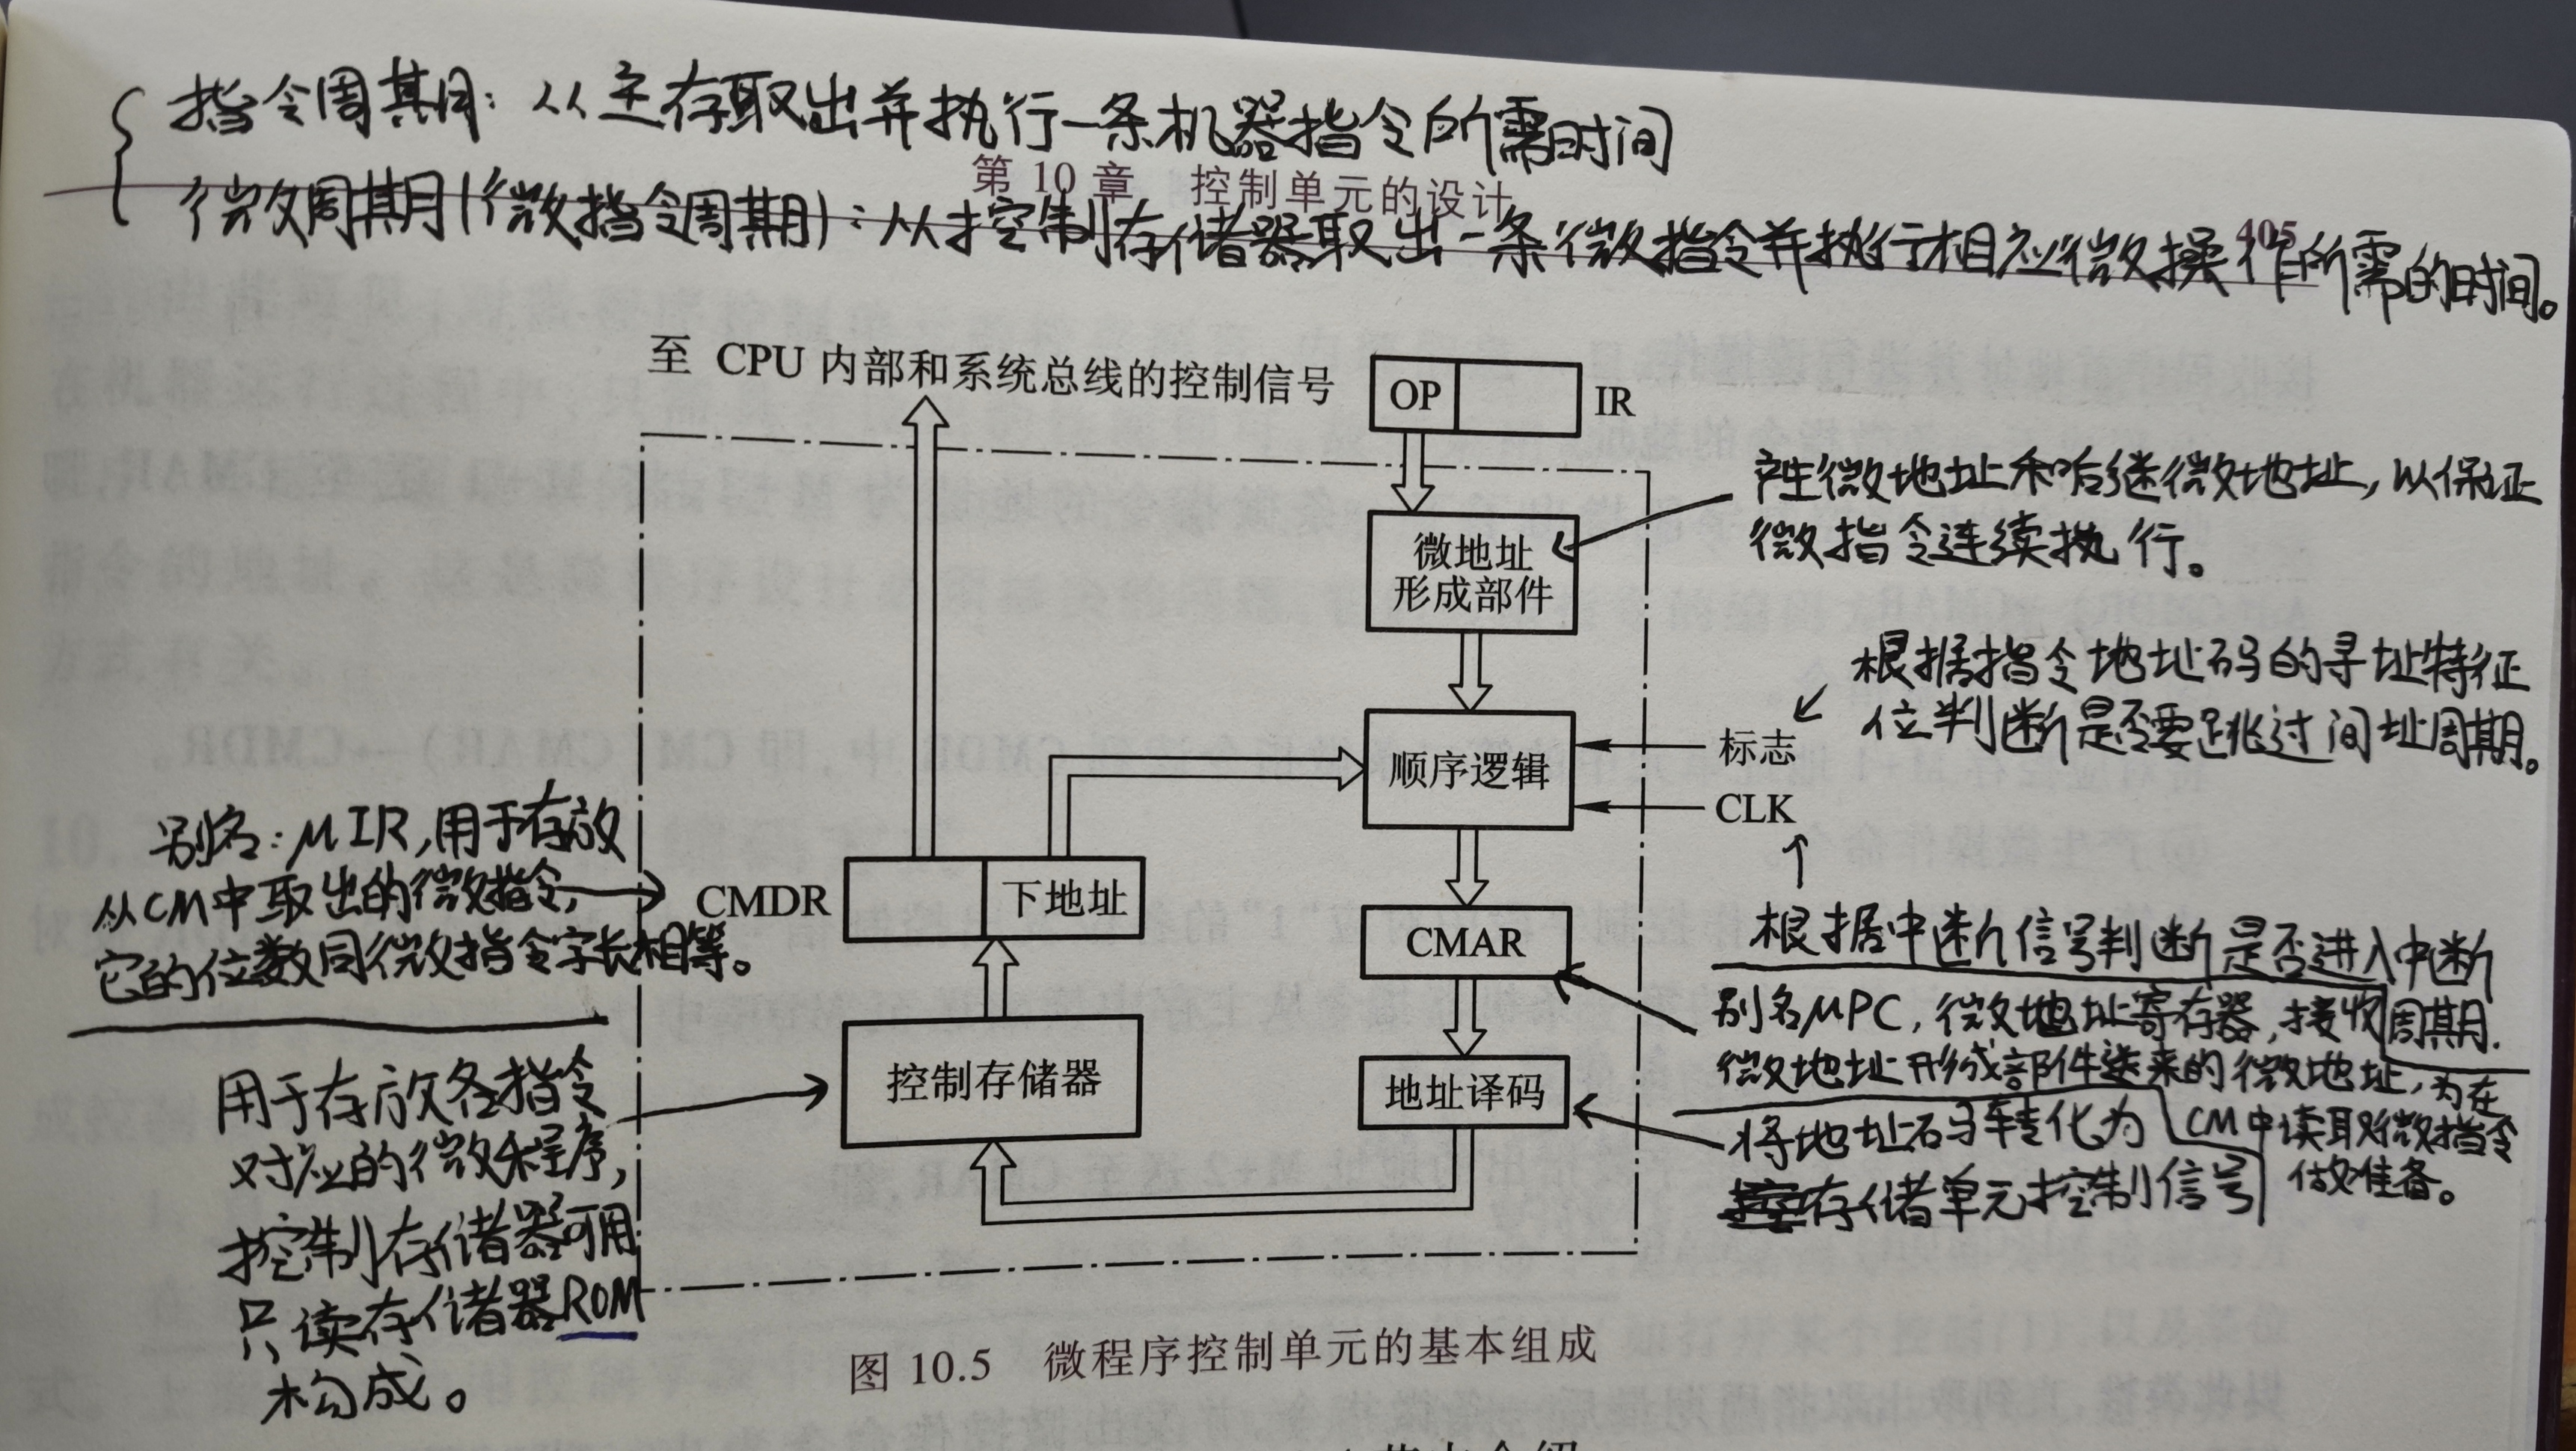 指令周期：从主存取出并执行一条机器指令的所需时间
第 10 章 控制单元的设计
405
微周期(微指令周期)：从控制存储器取出一条微指令并执行相应微操作所需的时间。
至 CPU 内部和系统总线的控制信号
OP
IR
产生微地址和后继微地址，以保证
微指令连续执行。
微地址
形成部件
根据指令地址码的寻址特征
位判断是否要跳过间址周期。
标志
顺序逻辑
CLK
别名：μIR，用于存放
从CM中取出的微指令，
它的位数同微指令字长相等。
CMDR
下地址
CMAR
根据中断信号判断是否进入中断
周期.
别名μPC，微地址寄存器，接收
微地址形成部件送来的微地址，为在
CM中读取微指令
做准备。
控制存储器
地址译码
将地址码转化为
存储单元控制信号
用于存放各指令
对应的微程序，
控制存储器可用
只读存储器ROM
构成。
图 10.5 微程序控制单元的基本组成